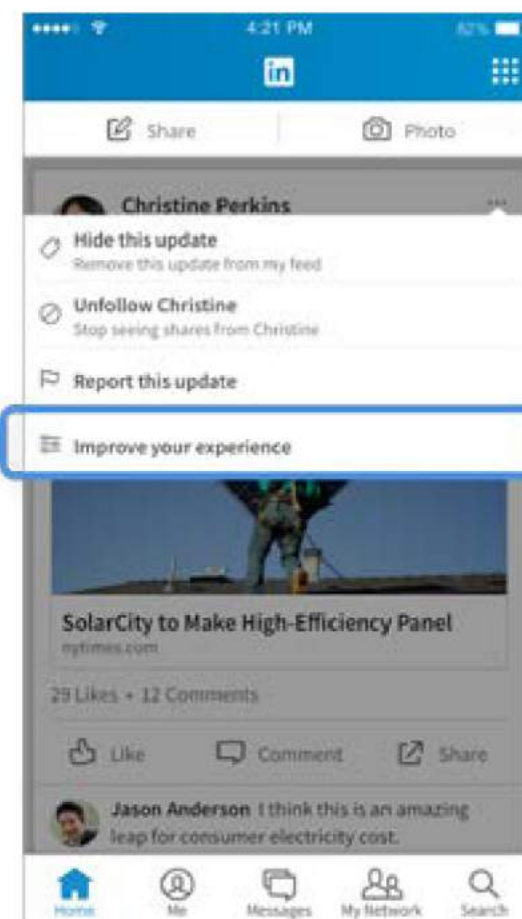 4:21 PM 82%
in
Share Photo
Christine Perkins
Hide this update
Remove this update from my feed
Unfollow Christine
Stop seeing shares from Christine
Report this update
Improve your experience
SolarCity to Make High-Efficiency Panel
nytimes.com
29 Likes • 12 Comments
Like Comment Share
Jason Anderson I think this is an amazing
leap for consumer electricity cost.
Home Me Messages My Network Search